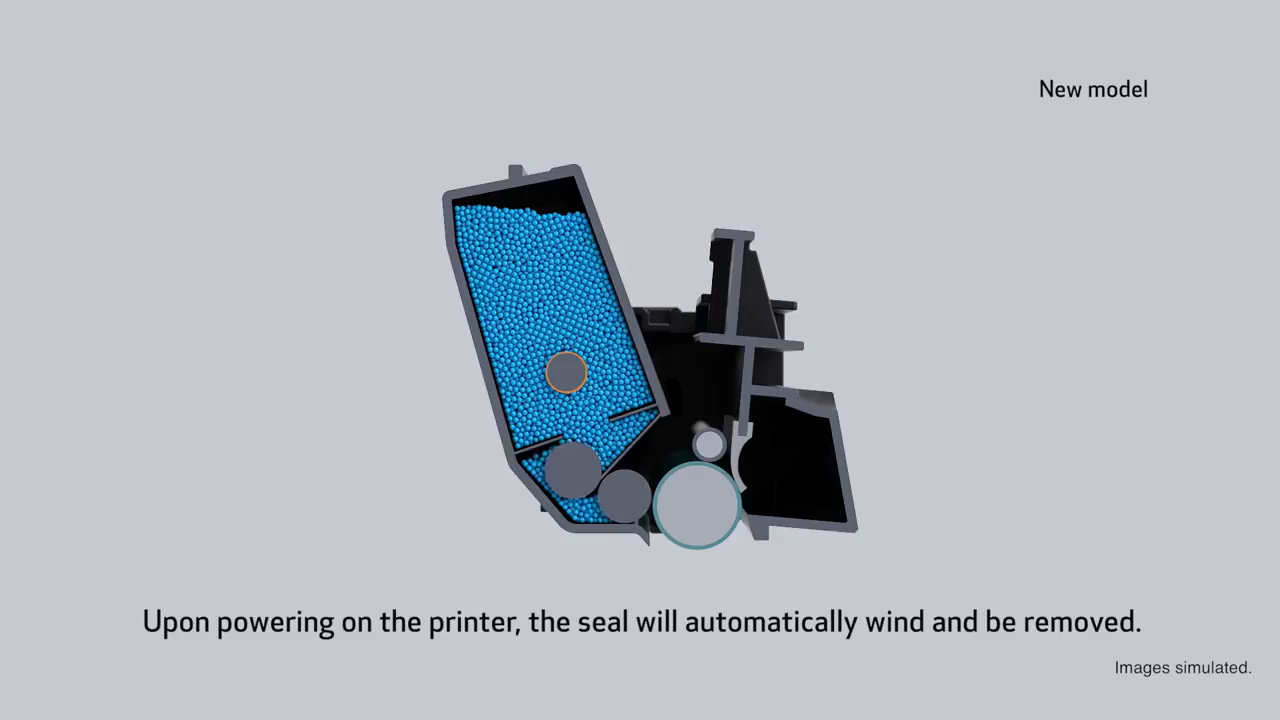 New model
Upon powering on the printer, the seal will automatically wind and be removed.
Images simulated.